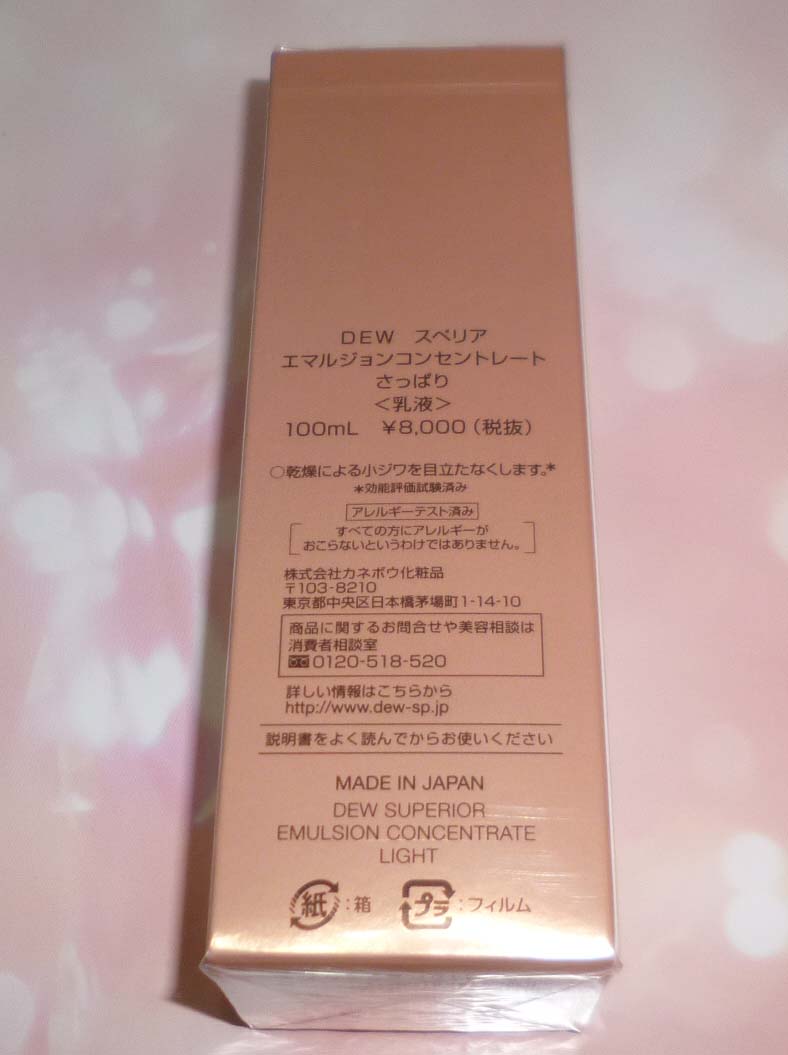 DEW スペリア
エマルジョンコンセントレート
さっぱり
<乳液>
100mL ¥8,000(税抜)
○乾燥による小ジワを目立たなくします。*
*効能評価試験済み
アレルギーテスト済み
すべての方にアレルギーが
おこらないというわけではありません。
株式会社カネボウ化粧品
〒103-8210
東京都中央区日本橋茅場町1-14-10
商品に関するお問合せや美容相談は
消費者相談室
0120-518-520
詳しい情報はこちらから
http://www.dew-sp.jp
説明書をよく読んでからお使いください
MADE IN JAPAN
DEW SUPERIOR
EMULSION CONCENTRATE
LIGHT
紙:箱 プラ:フィルム